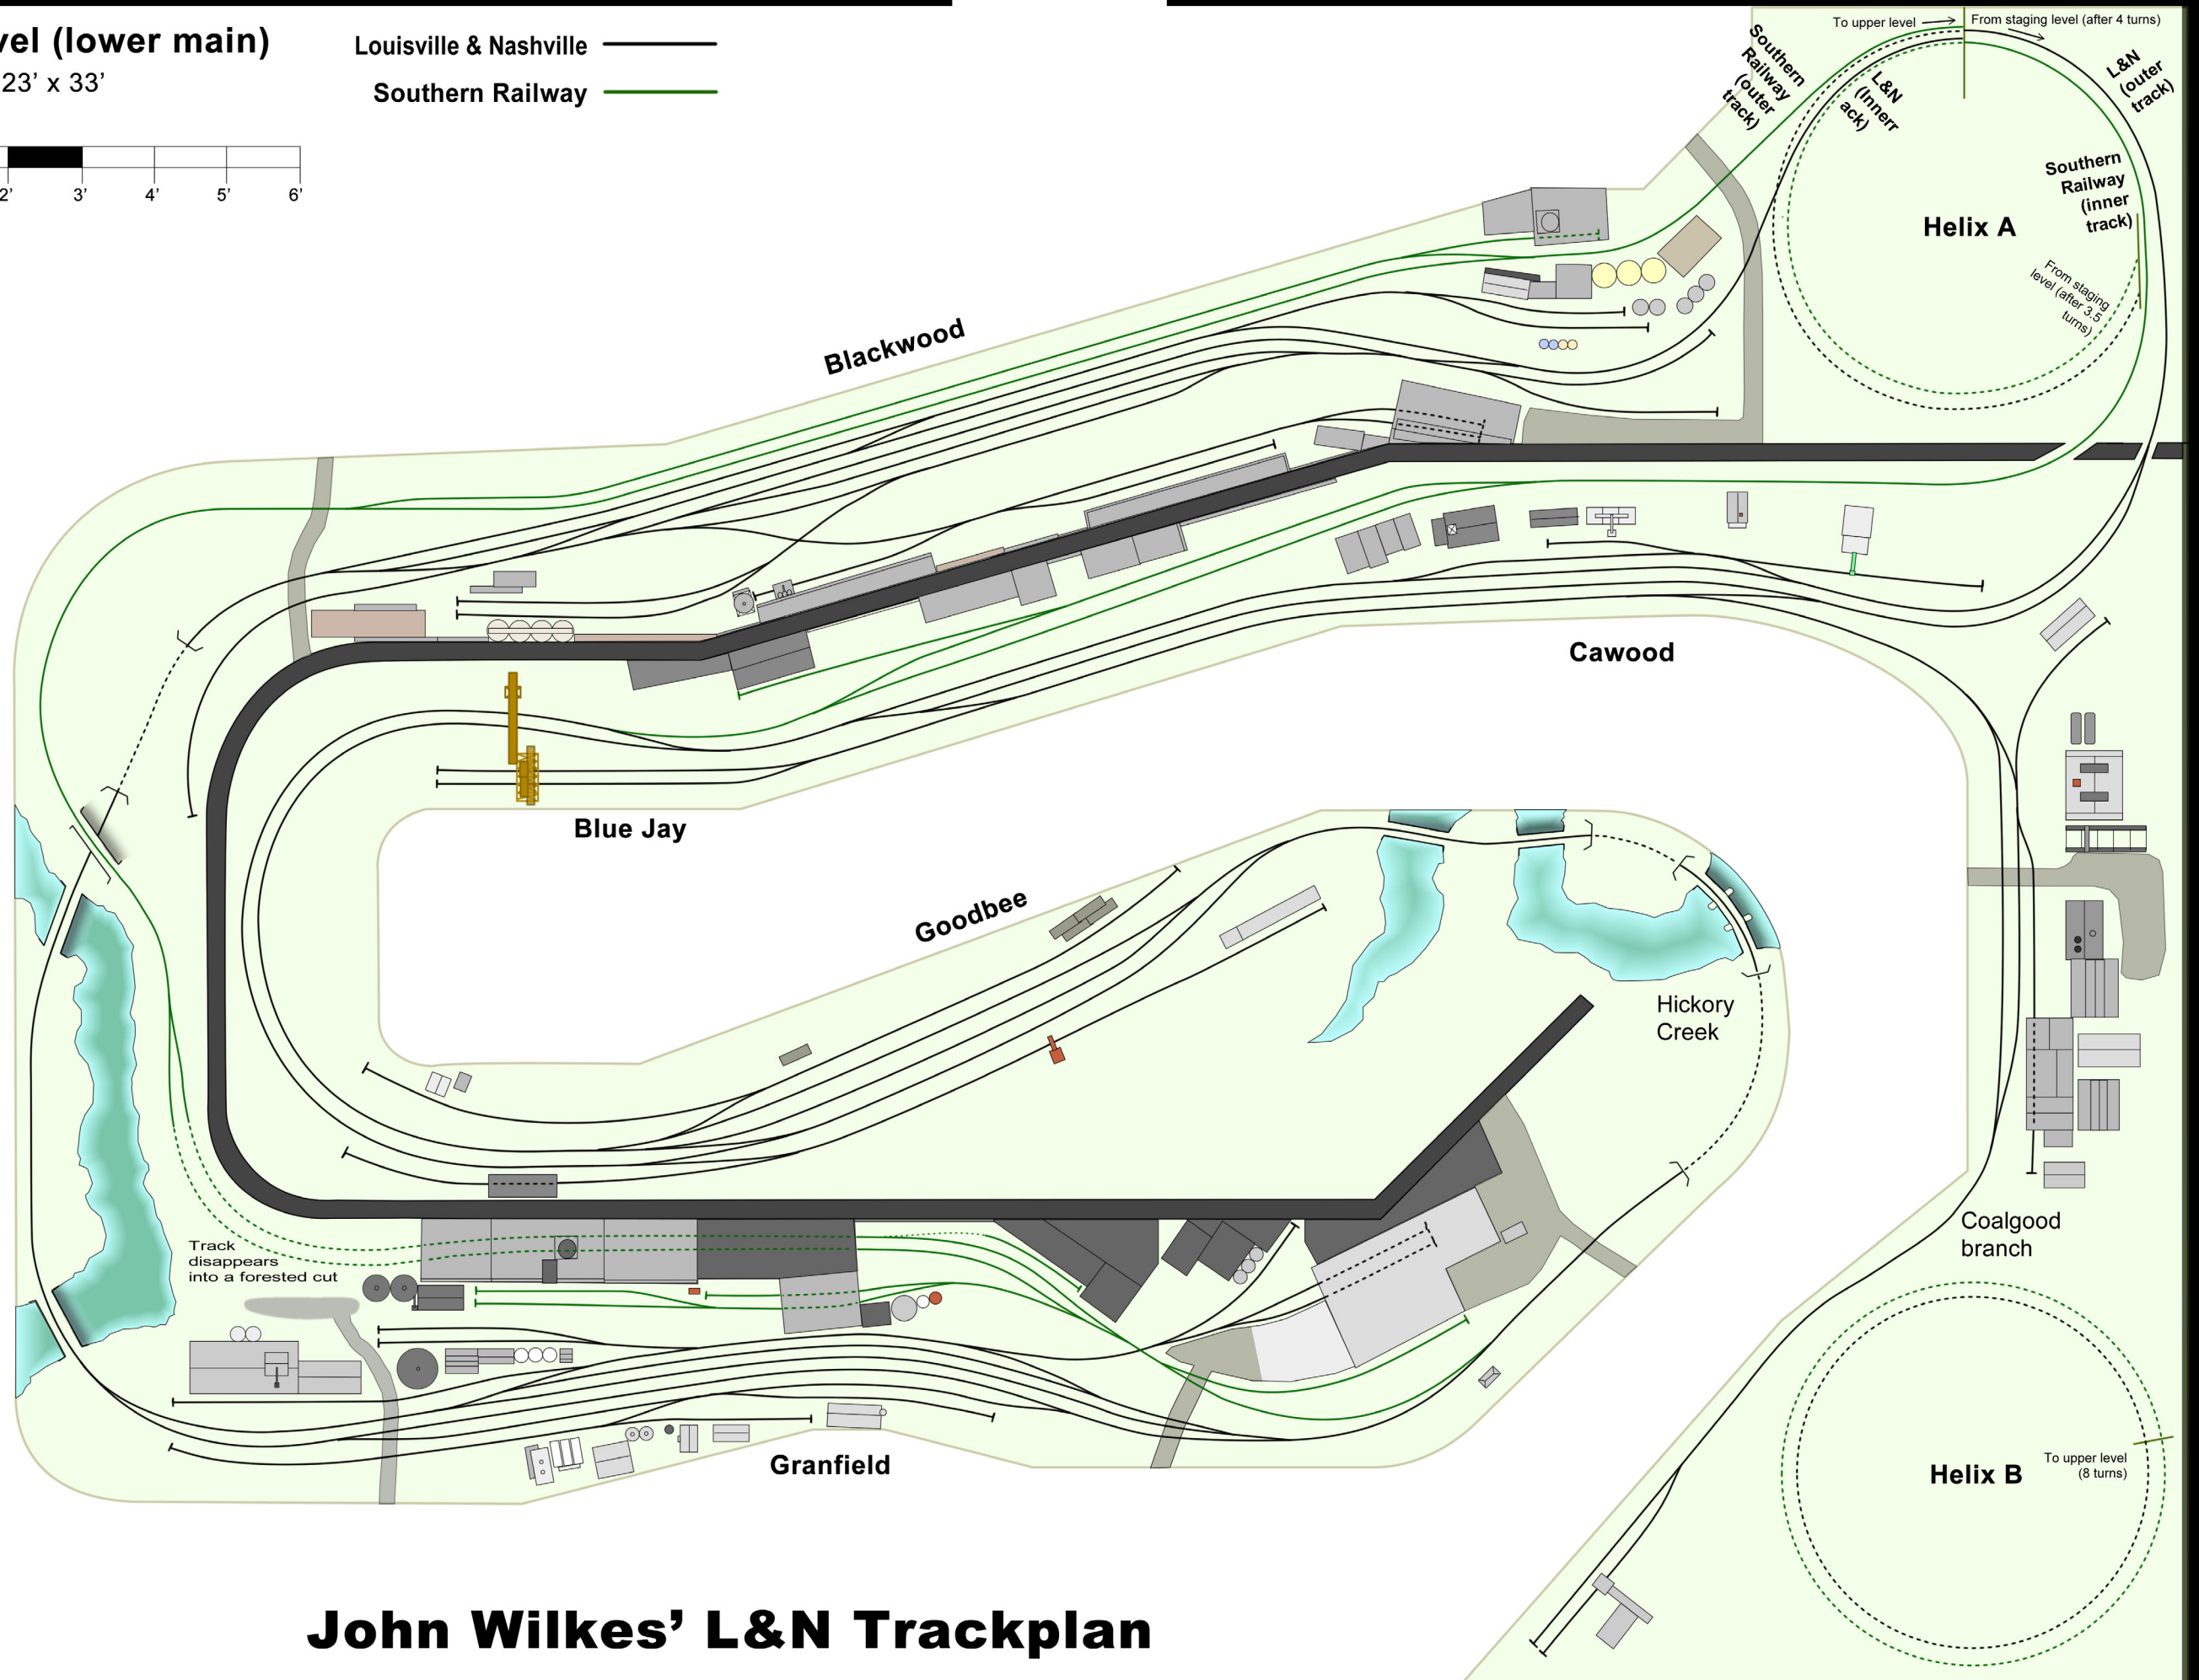 vel (lower main)
23’ x 33’
Louisville & Nashville
Southern Railway
2’ 3’ 4’ 5’ 6’
To upper level
From staging level (after 4 turns)
Southern
Railway
(outer
track)
L&N
(Innerr
ack)
L&N
(outer
track)
Southern
Railway
(inner
track)
Helix A
From staging
level (after 3.5
turns)
Blackwood
Cawood
Blue Jay
Goodbee
Hickory
Creek
Track
disappears
into a forested cut
Coalgood
branch
Granfield
Helix B
To upper level
(8 turns)
John Wilkes’ L&N Trackplan